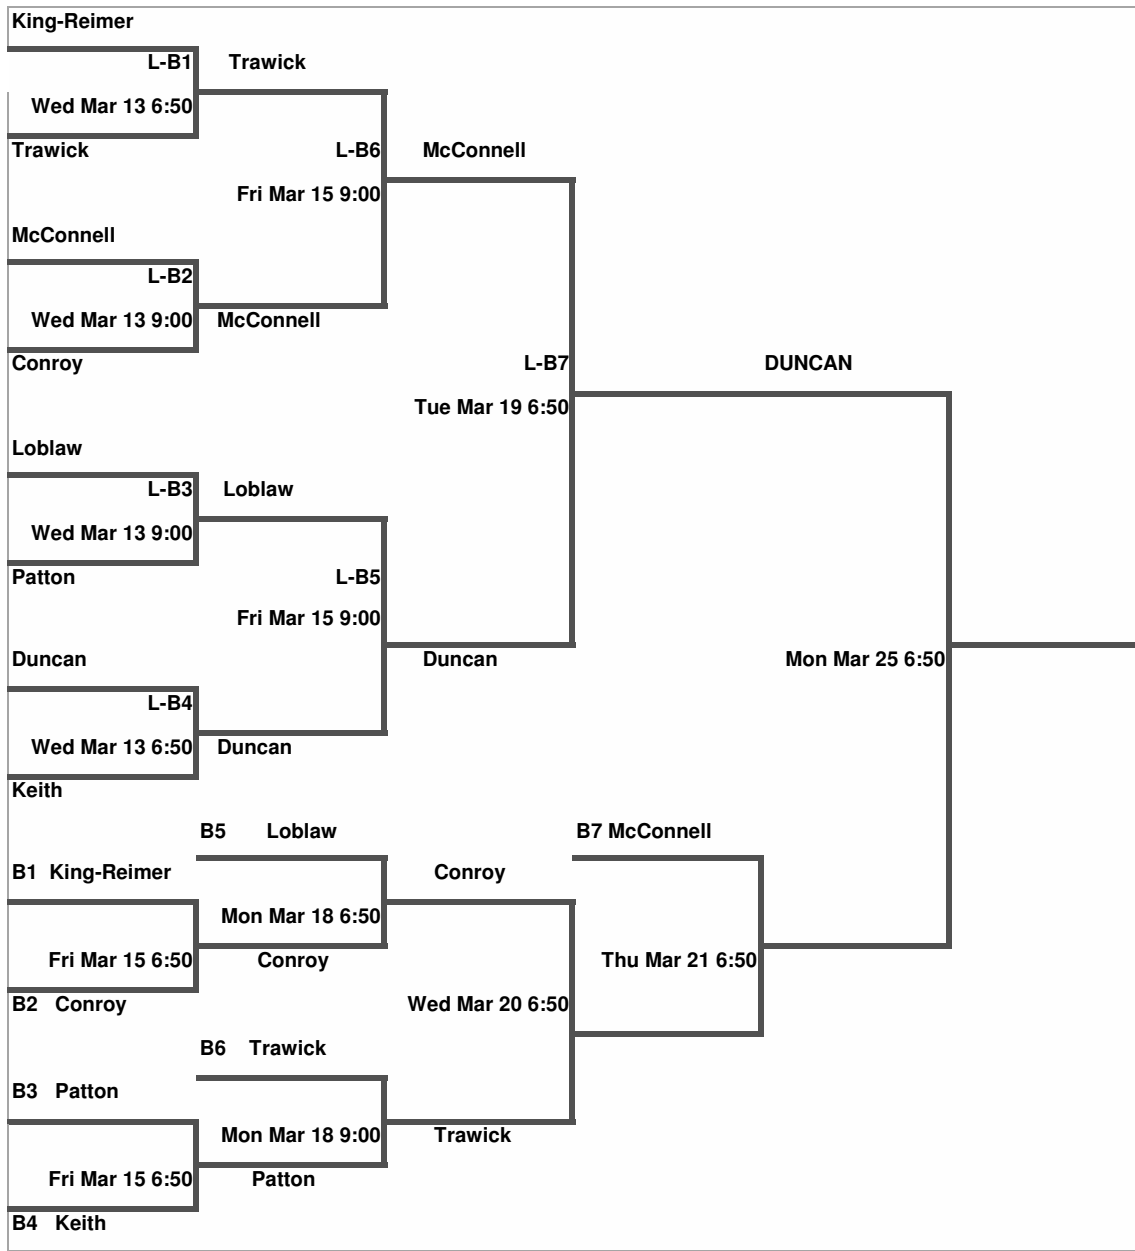 King-Reimer
L-B1 Trawick
Wed Mar 13 6:50
Trawick L-B6 McConnell
Fri Mar 15 9:00
McConnell
L-B2
Wed Mar 13 9:00 McConnell
Conroy L-B7 DUNCAN
Tue Mar 19 6:50
Loblaw
L-B3 Loblaw
Wed Mar 13 9:00
Patton L-B5
Fri Mar 15 9:00
Duncan Duncan Mon Mar 25 6:50
L-B4
Wed Mar 13 6:50 Duncan
Keith
B5 Loblaw B7 McConnell
B1 King-Reimer Conroy
Mon Mar 18 6:50
Fri Mar 15 6:50 Conroy Thu Mar 21 6:50
B2 Conroy Wed Mar 20 6:50
B6 Trawick
B3 Patton
Mon Mar 18 9:00 Trawick
Fri Mar 15 6:50 Patton
B4 Keith